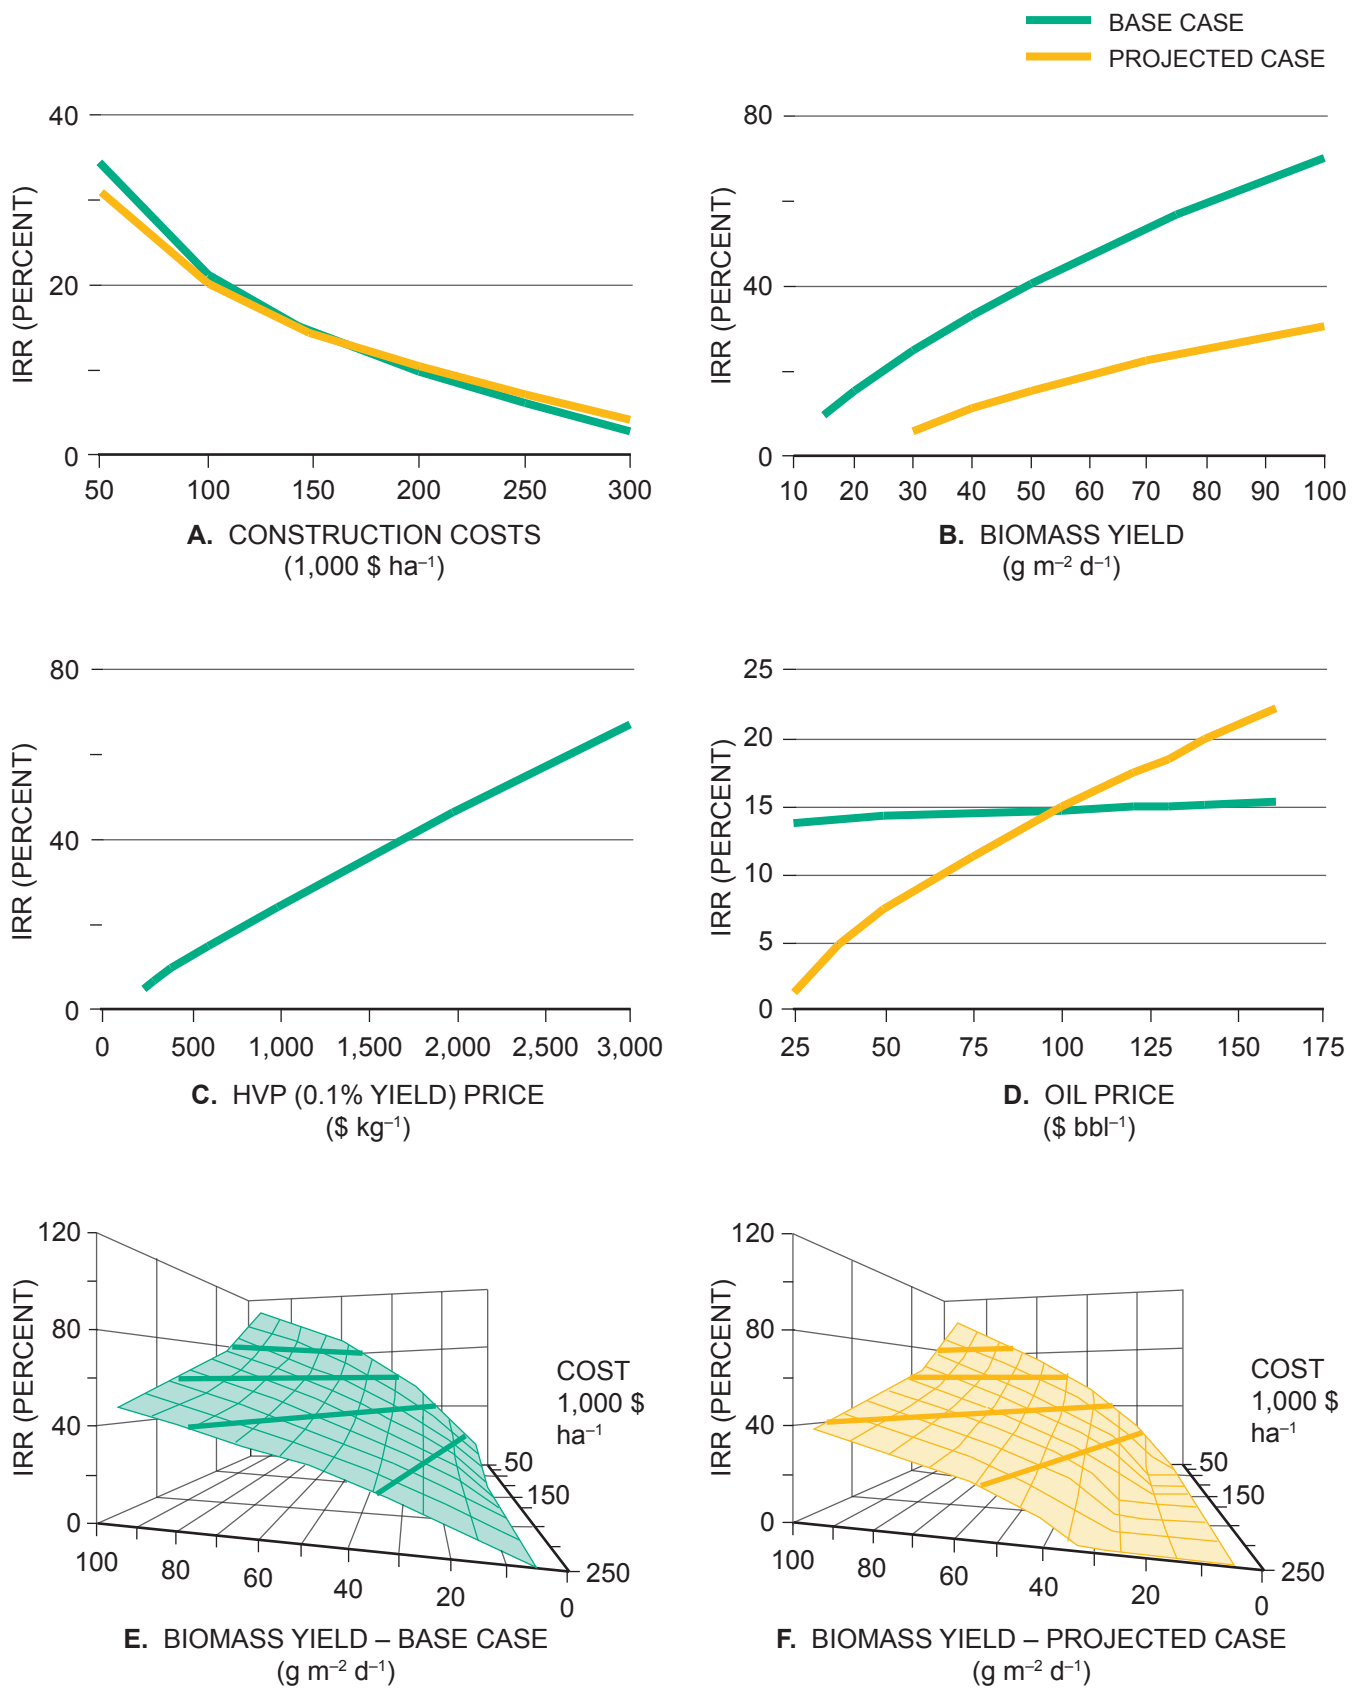 BASE CASE
PROJECTED CASE
40
20
0
IRR (PERCENT)
50 100 150 200 250 300
A. CONSTRUCTION COSTS
(1,000 $ ha⁻¹)
80
40
0
IRR (PERCENT)
10 20 30 40 50 60 70 80 90 100
B. BIOMASS YIELD
(g m⁻² d⁻¹)
80
40
0
IRR (PERCENT)
0 500 1,000 1,500 2,000 2,500 3,000
C. HVP (0.1% YIELD) PRICE
($ kg⁻¹)
25
20
15
10
5
0
IRR (PERCENT)
25 50 75 100 125 150 175
D. OIL PRICE
($ bbl⁻¹)
120
80
40
0
IRR (PERCENT)
100 80 60 40 20 0
COST
1,000 $
ha⁻¹
50
150
250
E. BIOMASS YIELD – BASE CASE
(g m⁻² d⁻¹)
120
80
40
0
IRR (PERCENT)
100 80 60 40 20 0
COST
1,000 $
ha⁻¹
50
150
250
F. BIOMASS YIELD – PROJECTED CASE
(g m⁻² d⁻¹)